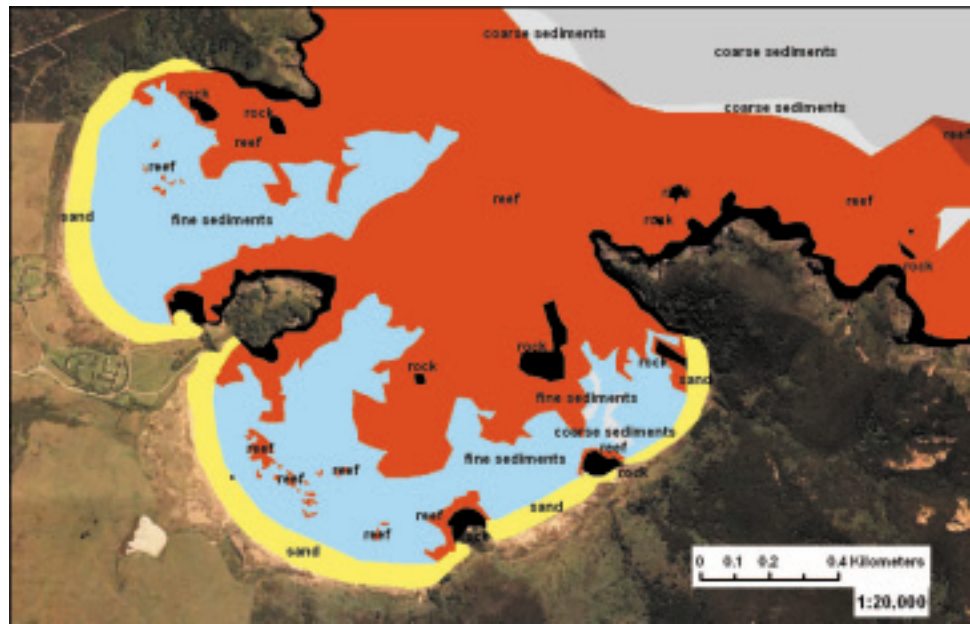 coarse sediments
coarse sediments
coarse sediments
rock
rock
reef
reef
reef
reef
rock
reef
reef
sand
fine sediments
rock
rock
rock
rock
rock
sand
fine sediments
coarse sediments
reef
reef
reef
reef
fine sediments
rock
reef
sand
reef
rock
sand
0 0.1 0.2 0.4 Kilometers
1:20,000